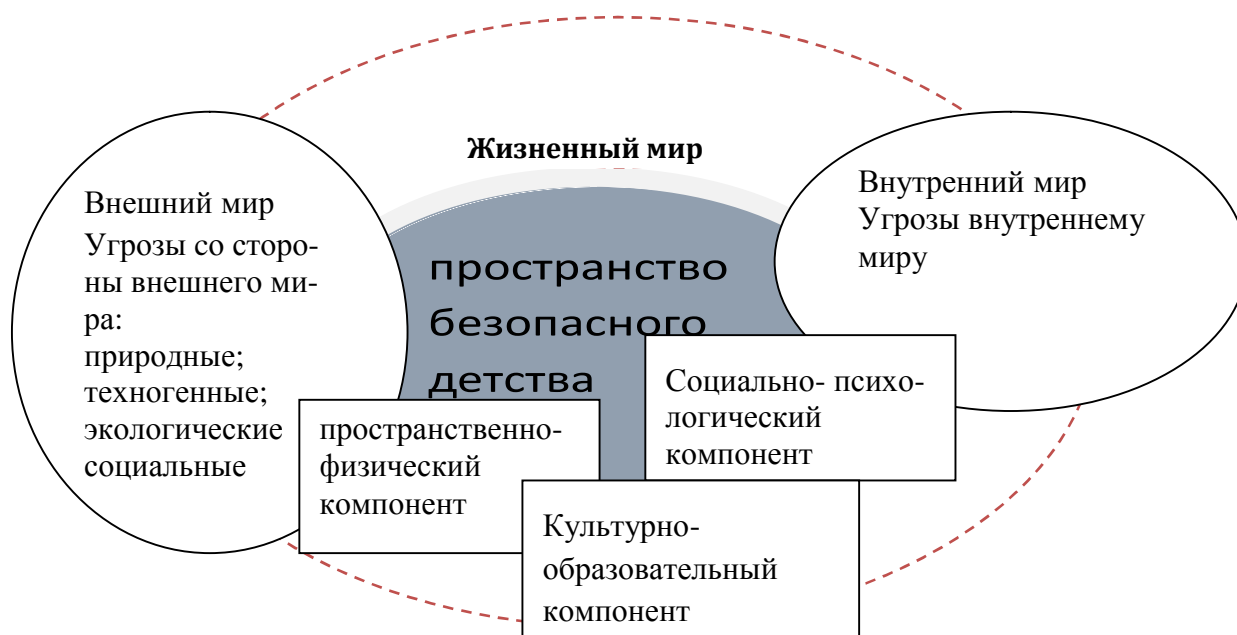 Жизненный мир
Внешний мир
Угрозы со сторо-
ны внешнего ми-
ра:
природные;
техногенные;
экологические
социальные
пространство
безопасного
детства
Внутренний мир
Угрозы внутреннему
миру
пространственно-
физический
компонент
Социально- психо-
логический
компонент
Культурно-
образовательный
компонент